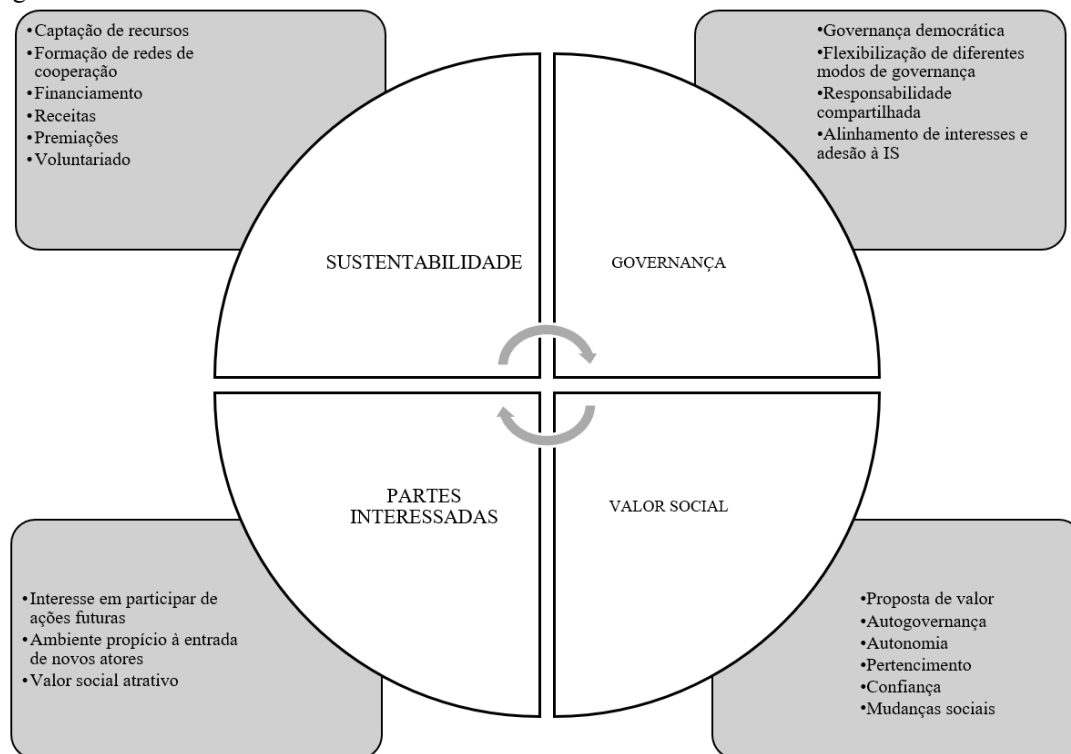 •Captação de recursos
•Formação de redes de
cooperação
•Financiamento
•Receitas
•Premiações
•Voluntariado
•Governança democrática
•Flexibilização de diferentes
modos de governança
•Responsabilidade
compartilhada
•Alinhamento de interesses e
adesão à IS
SUSTENTABILIDADE
GOVERNANÇA
PARTES
INTERESSADAS
VALOR SOCIAL
•Interesse em participar de
ações futuras
•Ambiente propício à entrada
de novos atores
•Valor social atrativo
•Proposta de valor
•Autogovernança
•Autonomia
•Pertencimento
•Confiança
•Mudanças sociais